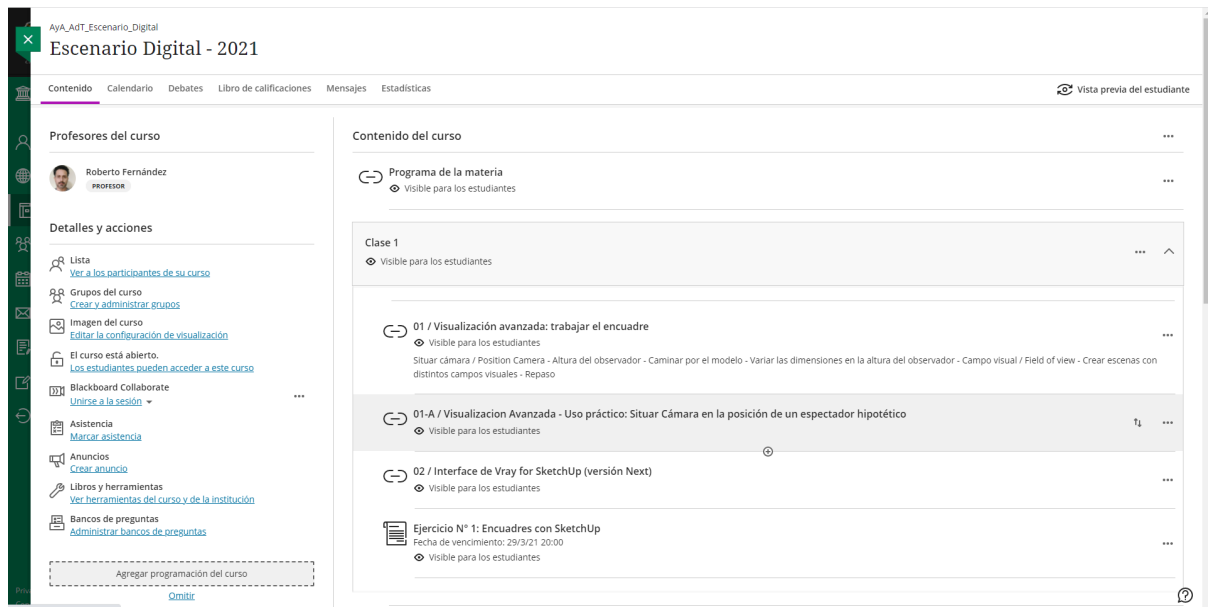 AyA_AdT_Escenario_Digital
Escenario Digital - 2021
Contenido
Calendario
Debates
Libro de calificaciones
Mensajes
Estadísticas
Vista previa del estudiante
Profesores del curso
Roberto Fernández
PROFESOR
Detalles y acciones
Lista
Ver a los participantes de su curso
Grupos del curso
Crear y administrar grupos
Imagen del curso
Editar la configuración de visualización
El curso está abierto.
Los estudiantes pueden acceder a este curso
Blackboard Collaborate
Unirse a la sesión
Asistencia
Marcar asistencia
Anuncios
Crear anuncio
Libros y herramientas
Ver herramientas del curso y de la institución
Bancos de preguntas
Administrar bancos de preguntas
Agregar programación del curso
Omitir
Contenido del curso
Programa de la materia
Visible para los estudiantes
Clase 1
Visible para los estudiantes
01 / Visualización avanzada: trabajar el encuadre
Visible para los estudiantes
Situar cámara / Position Camera - Altura del observador - Caminar por el modelo - Variar las dimensiones en la altura del observador - Campo visual / Field of view - Crear escenas con
distintos campos visuales - Repaso
01-A / Visualizacion Avanzada - Uso práctico: Situar Cámara en la posición de un espectador hipotético
Visible para los estudiantes
02 / Interface de Vray for SketchUp (versión Next)
Visible para los estudiantes
Ejercicio N° 1: Encuadres con SketchUp
Fecha de vencimiento: 29/3/21 20:00
Visible para los estudiantes